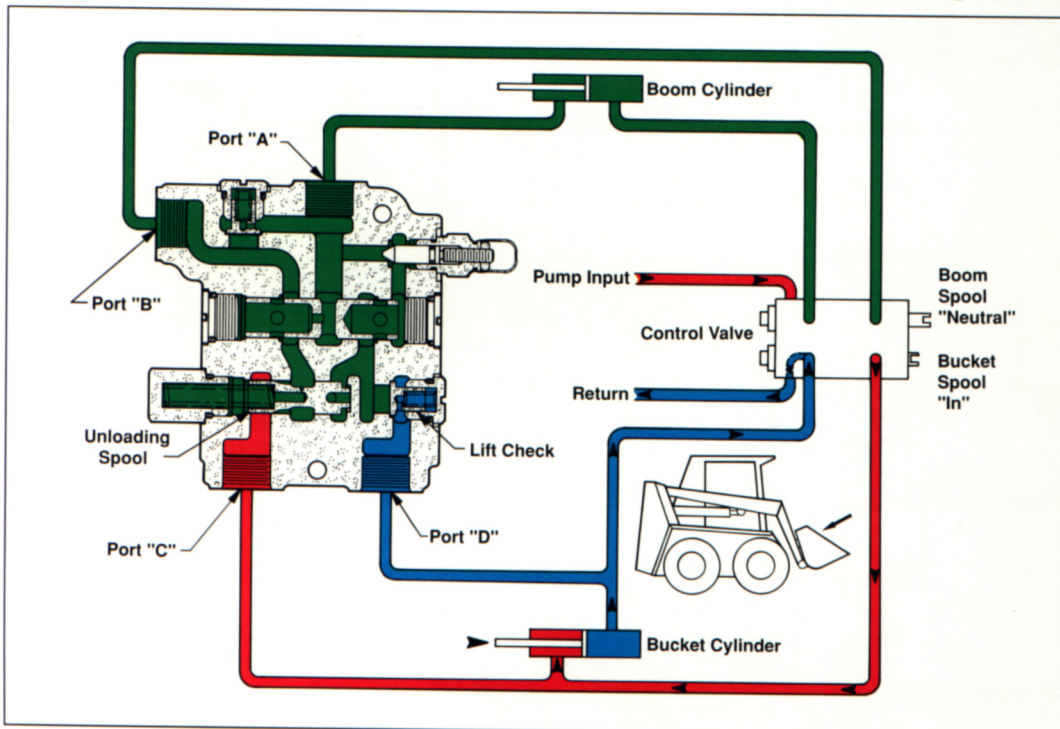 Boom Cylinder
Port "A"
Pump Input
Boom
Spool
"Neutral"
Port "B"
Control Valve
Bucket
Spool
"In"
Return
Unloading
Spool
Lift Check
Port "C"
Port "D"
Bucket Cylinder